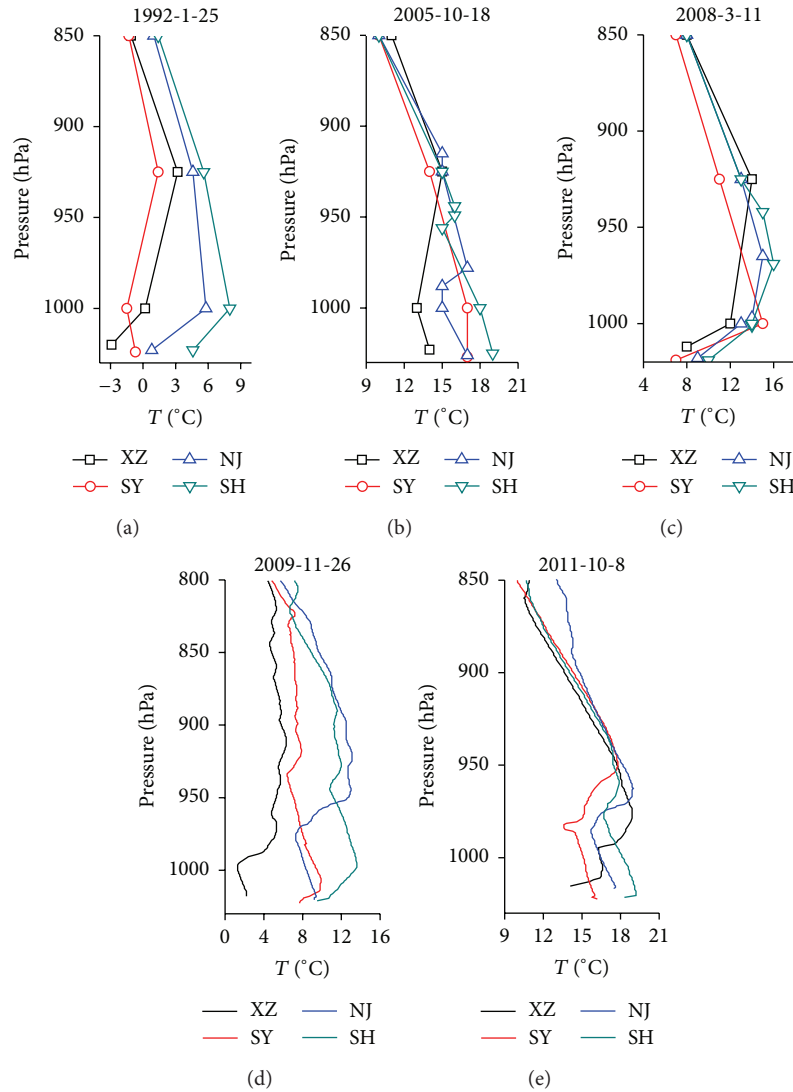 1992-1-25
850
900
950
1000
Pressure (hPa)
−3 0 3 6 9
T (°C)
XZ NJ
SY SH
(a)
2005-10-18
850
900
950
1000
Pressure (hPa)
9 12 15 18 21
T (°C)
XZ NJ
SY SH
(b)
2008-3-11
850
900
950
1000
Pressure (hPa)
4 8 12 16
T (°C)
XZ NJ
SY SH
(c)
2009-11-26
800
850
900
950
1000
Pressure (hPa)
0 4 8 12 16
T (°C)
XZ NJ
SY SH
(d)
2011-10-8
850
900
950
1000
Pressure (hPa)
9 12 15 18 21
T (°C)
XZ NJ
SY SH
(e)